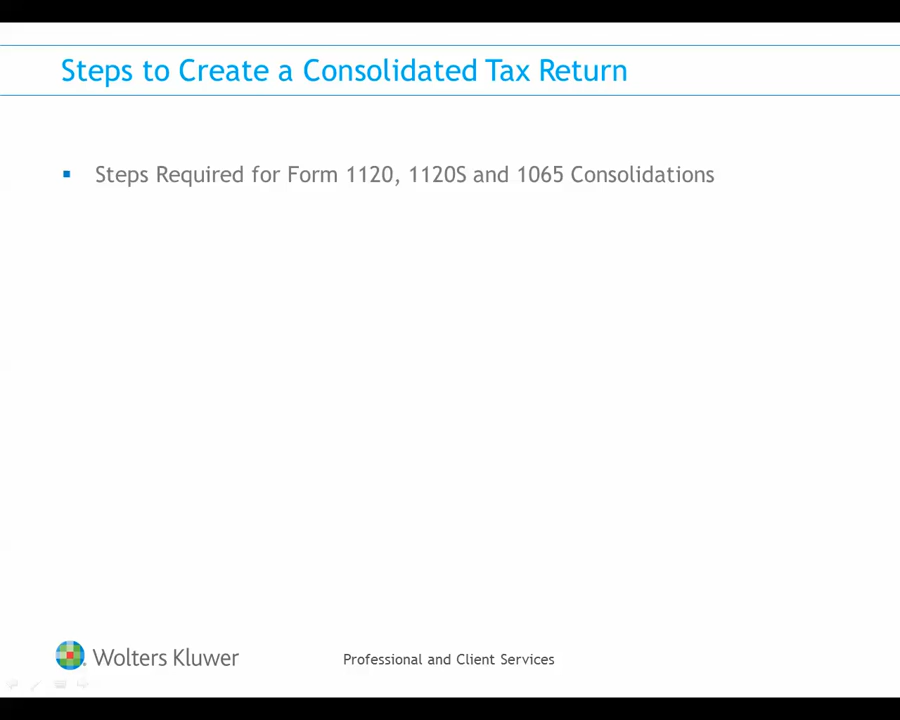 Steps to Create a Consolidated Tax Return
Steps Required for Form 1120, 1120S and 1065 Consolidations
Wolters Kluwer
Professional and Client Services